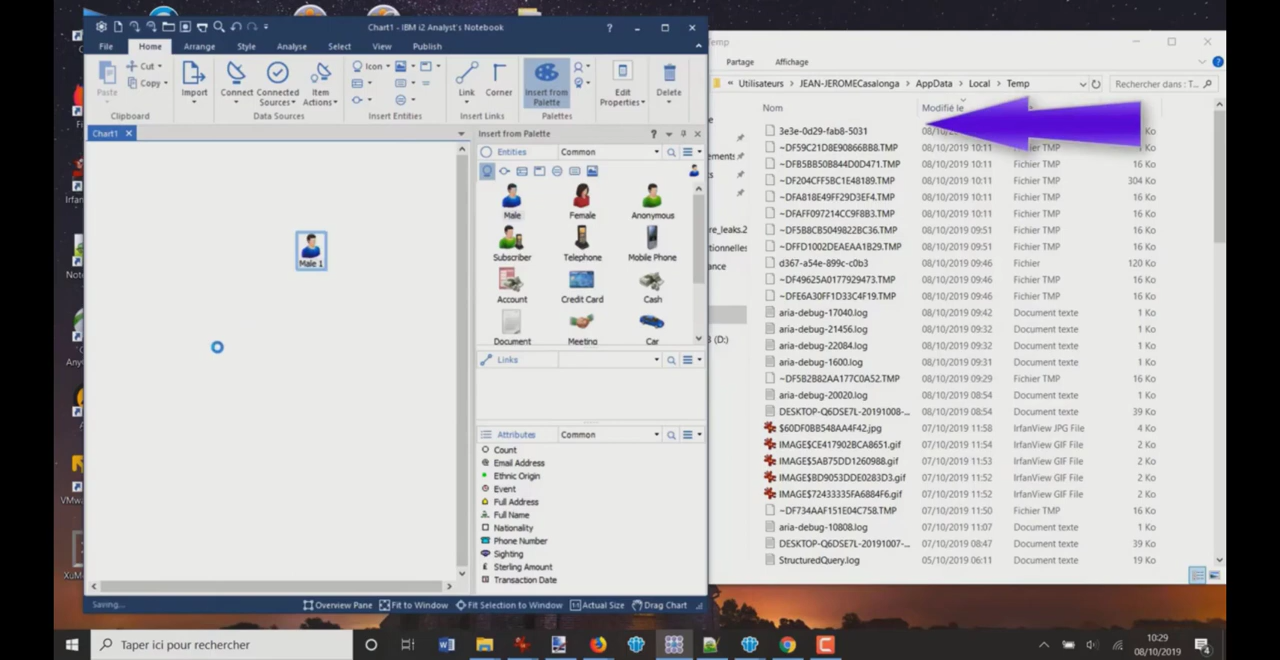 Chart1 - IBM i2 Analyst's Notebook
File Home Arrange Style Analyse Select View Publish
Paste
Cut
Copy
Clipboard
Import
Connect
Connected Sources
Item Actions
Data Sources
Icon
Insert Entities
Link
Corner
Insert Links
Insert from Palette
Palettes
Edit Properties
Delete
Chart1
Male 1
Insert from Palette
Entities Common
Male Female Anonymous
Subscriber Telephone Mobile Phone
Account Credit Card Cash
Document Meeting Car
Links
Attributes Common
Count
Email Address
Ethnic Origin
Event
Full Address
Full Name
Nationality
Phone Number
Sighting
Sterling Amount
Transaction Date
Saving...
Overview Pane Fit to Window Fit Selection to Window Actual Size Drag Chart
Partage Affichage
« Utilisateurs > JEAN-JEROMECasalonga > AppData > Local > Temp
Rechercher dans : T...
Nom Modifié le
3e3e-0d29-fab8-5031
~DF59C21D8E90866BB8.TMP 08/10/2019 10:11 Fichier TMP
~DFB5BB50B844D0D471.TMP 08/10/2019 10:11 Fichier TMP 16 Ko
~DF204CFF5BC1E48189.TMP 08/10/2019 10:11 Fichier TMP 304 Ko
~DFA818E49FF29D3EF4.TMP 08/10/2019 10:11 Fichier TMP 16 Ko
~DFAFF097214CC9F8B3.TMP 08/10/2019 10:11 Fichier TMP 16 Ko
~DF5B8CB5049822BC36.TMP 08/10/2019 09:51 Fichier TMP 16 Ko
~DFFD1002DEAEAA1B29.TMP 08/10/2019 09:51 Fichier TMP 16 Ko
d367-a54e-899c-c0b3 08/10/2019 09:46 Fichier 120 Ko
~DF49625A0177929473.TMP 08/10/2019 09:46 Fichier TMP 16 Ko
~DFE6A30FF1D33C4F19.TMP 08/10/2019 09:46 Fichier TMP 16 Ko
aria-debug-17040.log 08/10/2019 09:42 Document texte 1 Ko
aria-debug-21456.log 08/10/2019 09:32 Document texte 1 Ko
aria-debug-22084.log 08/10/2019 09:32 Document texte 1 Ko
aria-debug-1600.log 08/10/2019 09:31 Document texte 1 Ko
~DF5B2B82AA177C0A52.TMP 08/10/2019 09:29 Fichier TMP 16 Ko
aria-debug-20020.log 08/10/2019 08:54 Document texte 1 Ko
DESKTOP-Q6DSE7L-20191008-... 08/10/2019 08:54 Document texte 39 Ko
$60DF0BB548AA4F42.jpg 07/10/2019 11:58 IrfanView JPG File 4 Ko
IMAGE$CE417902BCA8651.gif 07/10/2019 11:54 IrfanView GIF File 2 Ko
IMAGE$5AB75DD1260988.gif 07/10/2019 11:53 IrfanView GIF File 2 Ko
IMAGE$BD9053DDE0283D3.gif 07/10/2019 11:52 IrfanView GIF File 2 Ko
IMAGE$72433335FA6884F6.gif 07/10/2019 11:52 IrfanView GIF File 2 Ko
~DF734AAF151E04C758.TMP 07/10/2019 11:50 Fichier TMP 16 Ko
aria-debug-10808.log 07/10/2019 11:07 Document texte 1 Ko
DESKTOP-Q6DSE7L-20191007-... 07/10/2019 08:47 Document texte 39 Ko
StructuredQuery.log 05/10/2019 06:11 Document texte 19 Ko
(D:)
Taper ici pour rechercher
10:29
08/10/2019